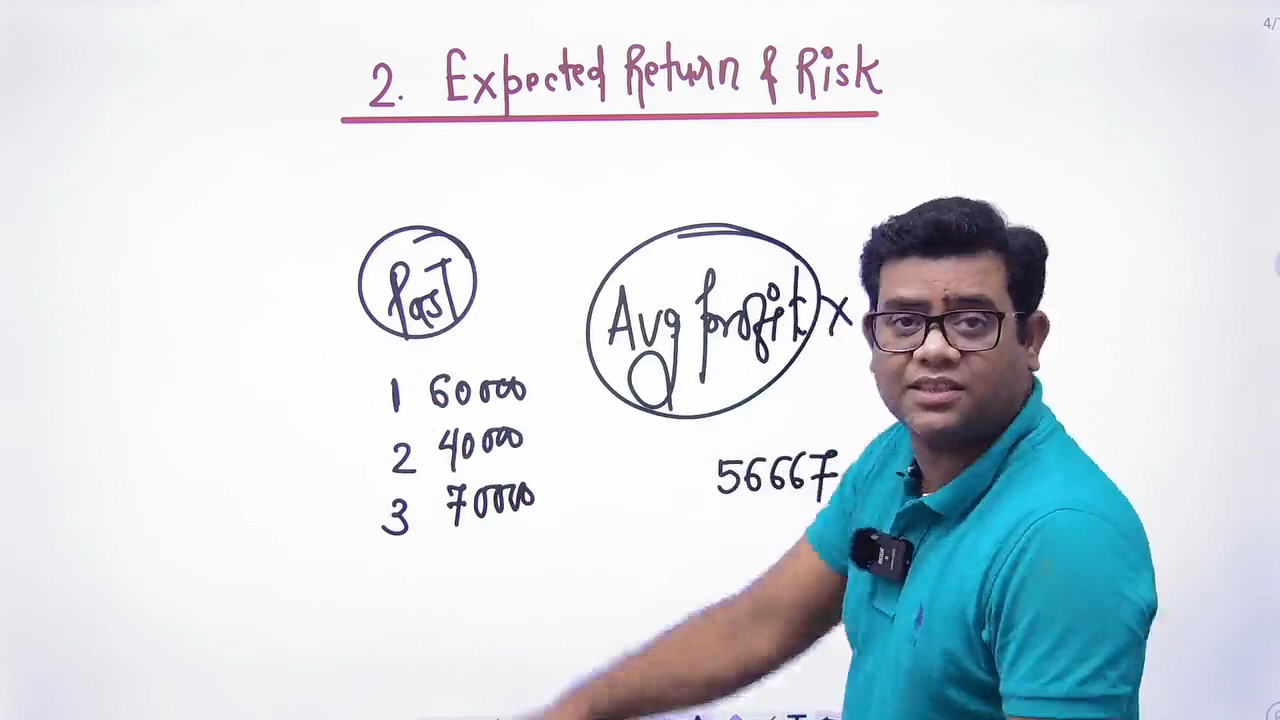 2. Expected Return & Risk
Past
Avg profit x
1 60000
2 40000
3 70000
56667